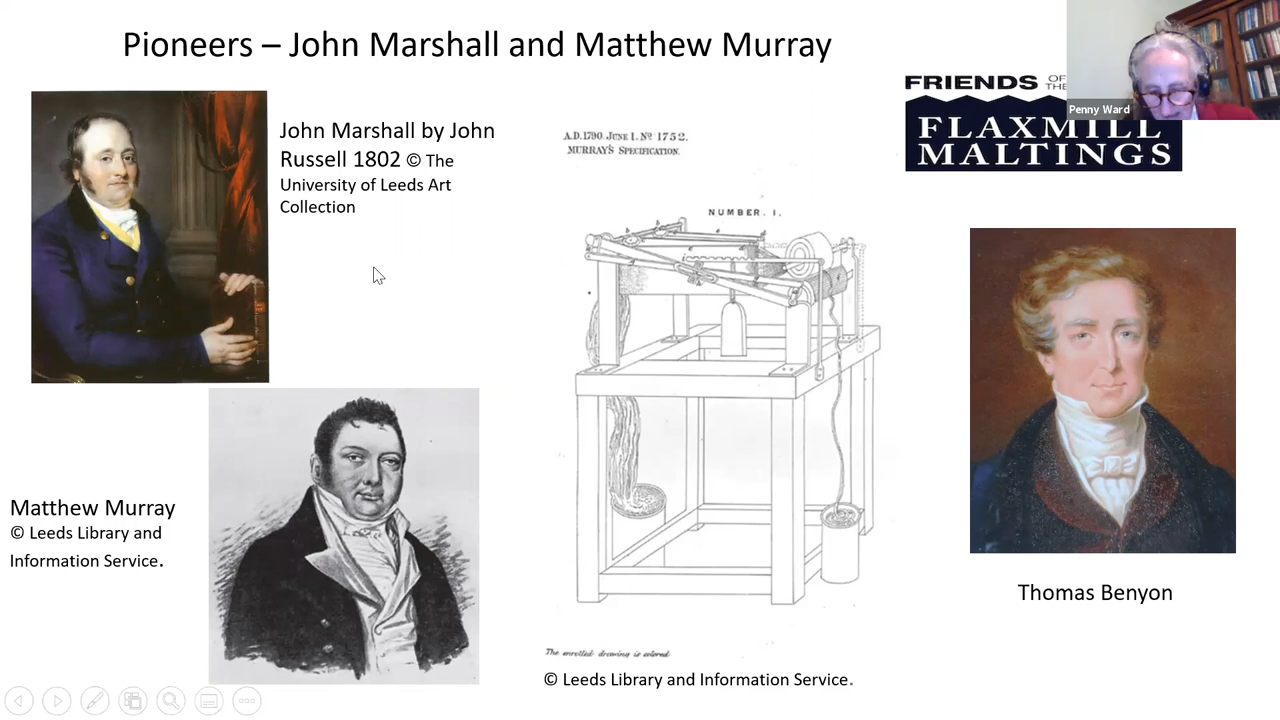 Pioneers – John Marshall and Matthew Murray
FRIENDS OF THE
FLAXMILL
MALTINGS
Penny Ward
John Marshall by John
Russell 1802 © The
University of Leeds Art
Collection
A.D. 1790. JUNE 1. Nº 1752.
MURRAY'S SPECIFICATION.
NUMBER. 1.
Matthew Murray
© Leeds Library and
Information Service.
Thomas Benyon
The enrolled drawing is colored
© Leeds Library and Information Service.